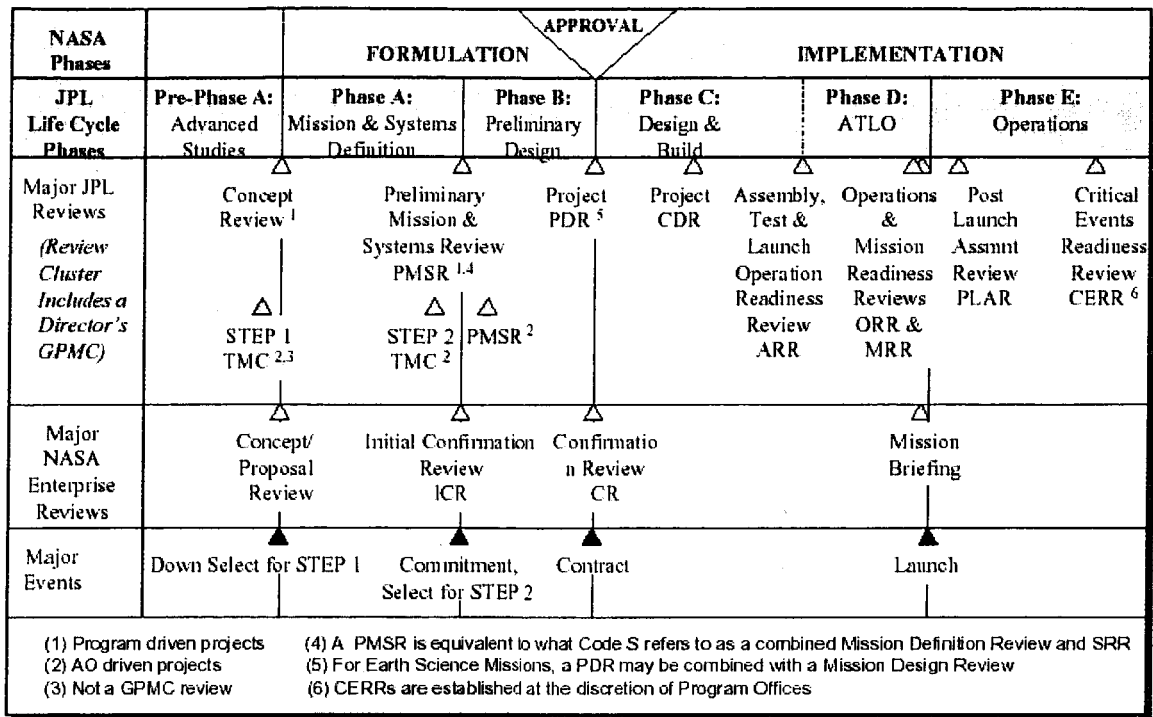 APPROVAL
NASA
Phases
FORMULATION
IMPLEMENTATION
JPL
Life Cycle
Phases
Pre-Phase A:
Advanced
Studies
Phase A:
Mission & Systems
Definition
Phase B:
Preliminary
Design
Phase C:
Design &
Build
Phase D:
ATLO
Phase E:
Operations
Major JPL
Reviews
(Review
Cluster
Includes a
Director's
GPMC)
Concept
Review 1
STEP 1
TMC 2,3
Preliminary
Mission &
Systems Review
PMSR 1,4
STEP 2
TMC 2
PMSR 2
Project
PDR 5
Project
CDR
Assembly,
Test &
Launch
Operation
Readiness
Review
ARR
Operations
&
Mission
Readiness
Reviews
ORR &
MRR
Post
Launch
Assmnt
Review
PLAR
Critical
Events
Readiness
Review
CERR 6
Major
NASA
Enterprise
Reviews
Concept/
Proposal
Review
Initial Confirmation
Review
ICR
Confirmatio
n Review
CR
Mission
Briefing
Major
Events
Down Select for STEP 1
Commitment,
Select for STEP 2
Contract
Launch
(1) Program driven projects
(2) AO driven projects
(3) Not a GPMC review
(4) A PMSR is equivalent to what Code S refers to as a combined Mission Definition Review and SRR
(5) For Earth Science Missions, a PDR may be combined with a Mission Design Review
(6) CERRs are established at the discretion of Program Offices